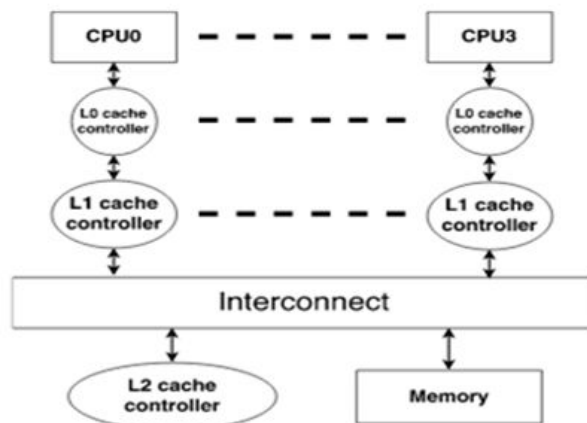 CPU0
CPU3
L0 cache
controller
L0 cache
controller
L1 cache
controller
L1 cache
controller
Interconnect
L2 cache
controller
Memory